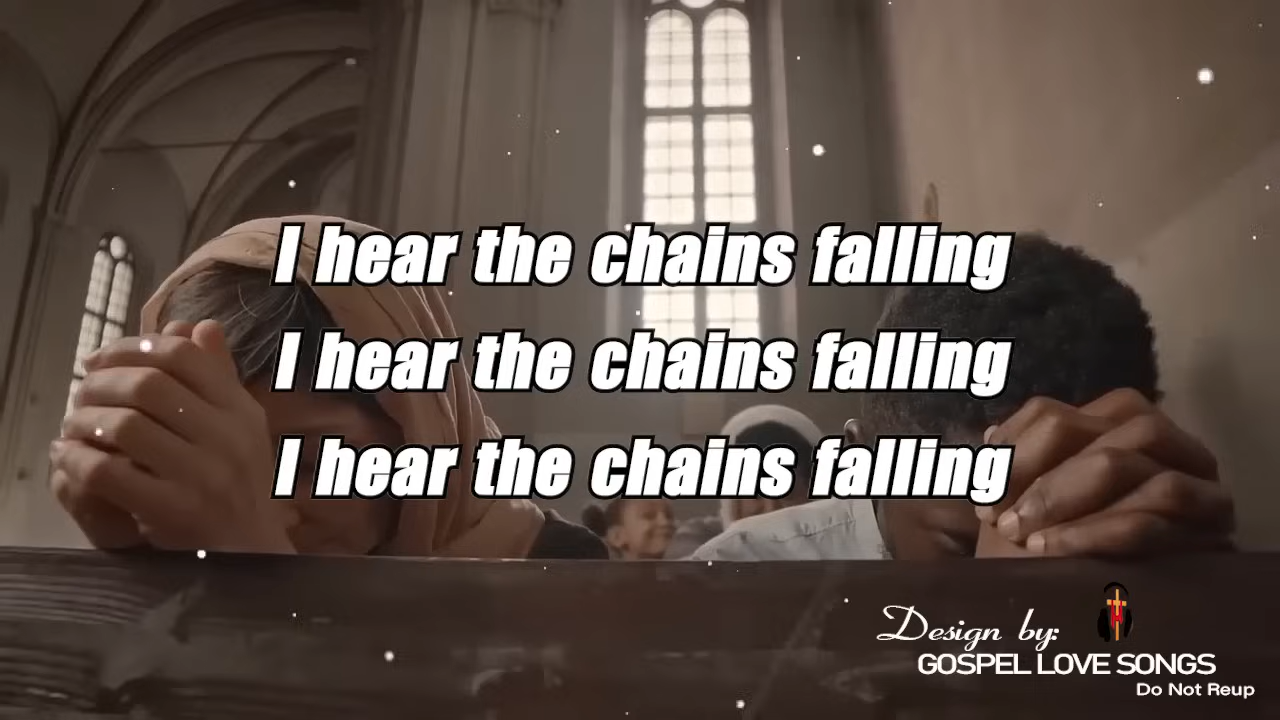 I hear the chains falling
I hear the chains falling
I hear the chains falling
Design by:
GOSPEL LOVE SONGS
Do Not Reup